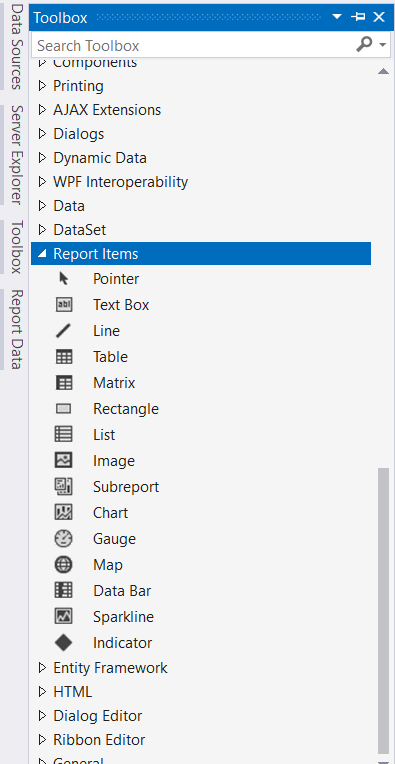 Data Sources
Server Explorer
Toolbox
Report Data
Toolbox
Search Toolbox
Components
Printing
AJAX Extensions
Dialogs
Dynamic Data
WPF Interoperability
Data
DataSet
Report Items
Pointer
abl Text Box
Line
Table
Matrix
Rectangle
List
Image
Subreport
Chart
Gauge
Map
Data Bar
Sparkline
Indicator
Entity Framework
HTML
Dialog Editor
Ribbon Editor
General